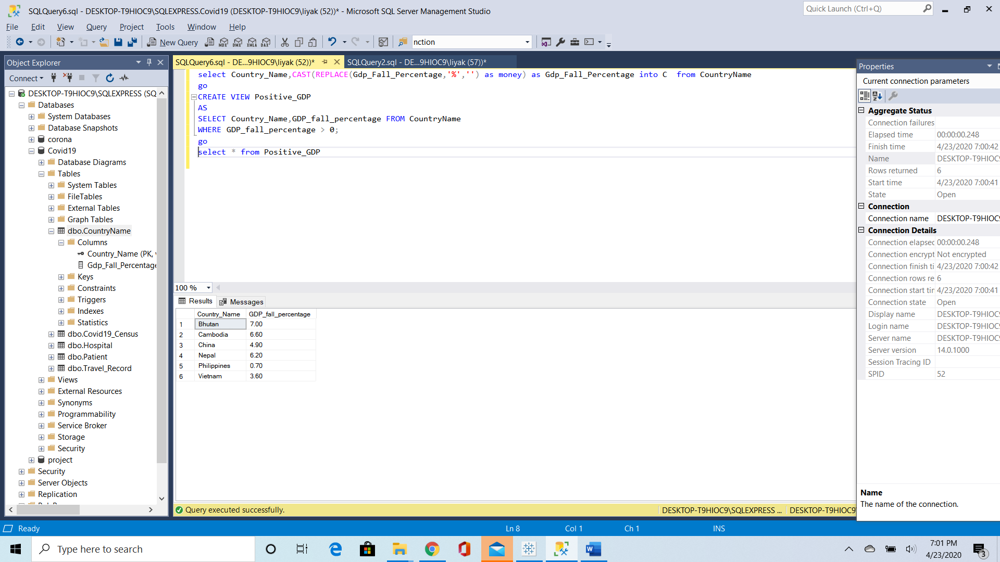 SQLQuery6.sql - DESKTOP-T9HIOC9\SQLEXPRESS.Covid19 (DESKTOP-T9HIOC9\liyak (52))* - Microsoft SQL Server Management Studio
Quick Launch (Ctrl+Q)
File Edit View Query Project Tools Window Help
New Query MDX DMX XMLA DAX nction
Object Explorer
Connect
DESKTOP-T9HIOC9\SQLEXPRESS (SQ
Databases
System Databases
Database Snapshots
corona
Covid19
Database Diagrams
Tables
System Tables
FileTables
External Tables
Graph Tables
dbo.CountryName
Columns
Country_Name (PK,
Gdp_Fall_Percentage
Keys
Constraints
Triggers
Indexes
Statistics
dbo.Covid19_Census
dbo.Hospital
dbo.Patient
dbo.Travel_Record
Views
External Resources
Synonyms
Programmability
Service Broker
Storage
Security
project
Security
Server Objects
Replication
SQLQuery6.sql - DE...9HIOC9\liyak (52))* SQLQuery2.sql - DE...9HIOC9\liyak (57))*
select Country_Name,CAST(REPLACE(Gdp_Fall_Percentage,'%','') as money) as Gdp_Fall_Percentage into C  from CountryName
go
CREATE VIEW Positive_GDP
AS
SELECT Country_Name,GDP_fall_percentage FROM CountryName
WHERE GDP_fall_percentage > 0;
go
select * from Positive_GDP
100 %
Results Messages
Country_Name GDP_fall_percentage
1 Bhutan 7.00
2 Cambodia 6.60
3 China 4.90
4 Nepal 6.20
5 Philippines 0.70
6 Vietnam 3.60
Query executed successfully. DESKTOP-T9HIOC9\SQLEXPRESS ... DESKTOP-T9HIOC9
Properties
Current connection parameters
Aggregate Status
Connection failures
Elapsed time 00:00:00.248
Finish time 4/23/2020 7:00:42
Name DESKTOP-T9HIOC9
Rows returned 6
Start time 4/23/2020 7:00:41
State Open
Connection
Connection name DESKTOP-T9HIOC9
Connection Details
Connection elapsec 00:00:00.248
Connection encrypt Not encrypted
Connection finish ti 4/23/2020 7:00:42
Connection rows re 6
Connection start tir 4/23/2020 7:00:41
Connection state Open
Display name DESKTOP-T9HIOC9
Login name DESKTOP-T9HIOC9
Server name DESKTOP-T9HIOC9
Server version 14.0.1000
Session Tracing ID
SPID 52
Name
The name of the connection.
Ready Ln 8 Col 1 Ch 1 INS
Type here to search
7:01 PM
4/23/2020
3